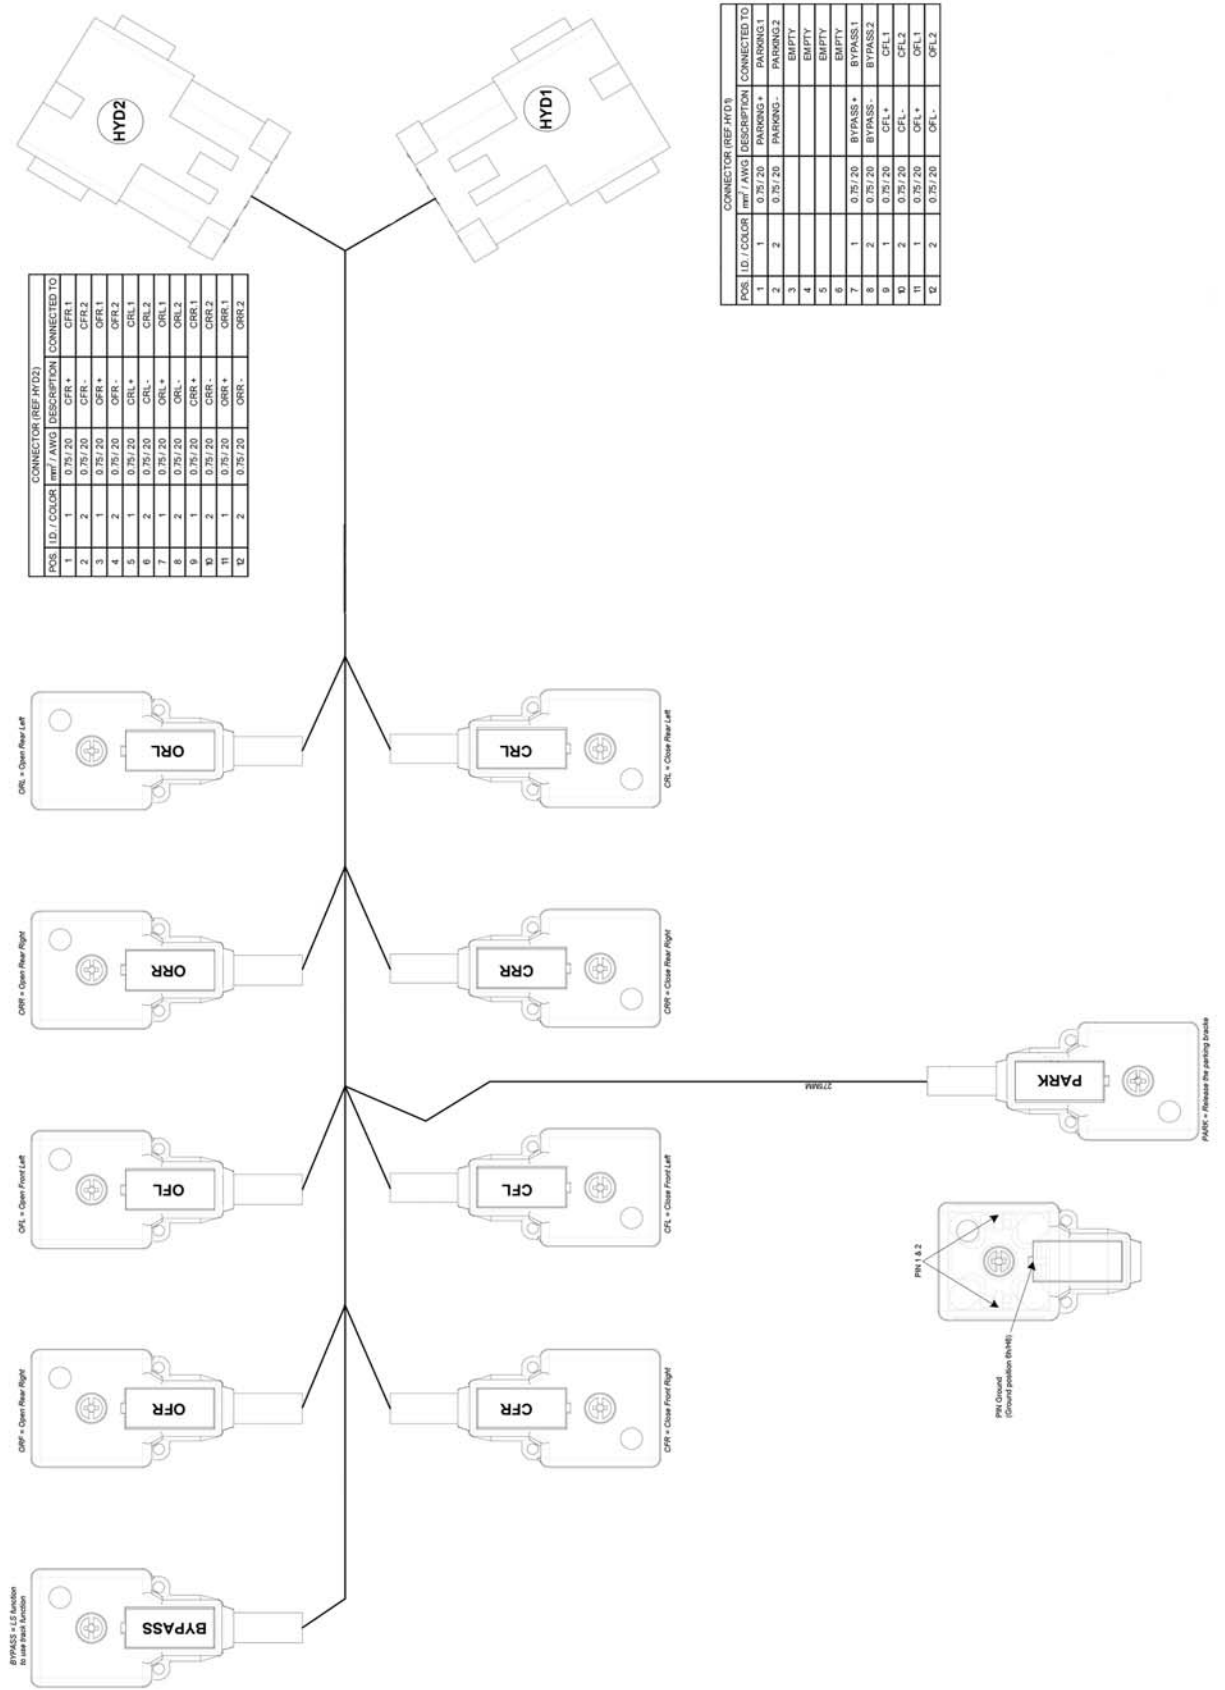 BYPASS = LS function
to use track function
BYPASS
ORF = Open Rear Right
OFR
CFR
CFR = Close Front Right
OFL = Open Front Left
OFL
CFL
CFL = Close Front Left
ORR = Open Rear Right
ORR
CRR
CRR = Close Rear Right
ORL = Open Rear Left
ORL
CRL
CRL = Close Rear Left
275MM
PARK
PARK = Release the parking bracke
PIN 1 & 2
PIN Ground
(Ground position 6h/H6)
HYD2
HYD1
CONNECTOR (REF.HYD2)
POS. I.D. / COLOR mm² / AWG DESCRIPTION CONNECTED TO
1 1 0.75 / 20 CFR + CFR.1
2 2 0.75 / 20 CFR - CFR.2
3 1 0.75 / 20 OFR + OFR.1
4 2 0.75 / 20 OFR - OFR.2
5 1 0.75 / 20 CRL + CRL.1
6 2 0.75 / 20 CRL - CRL.2
7 1 0.75 / 20 ORL + ORL.1
8 2 0.75 / 20 ORL - ORL.2
9 1 0.75 / 20 CRR + CRR.1
10 2 0.75 / 20 CRR - CRR.2
11 1 0.75 / 20 ORR + ORR.1
12 2 0.75 / 20 ORR - ORR.2
CONNECTOR (REF.HYD1)
POS. I.D. / COLOR mm² / AWG DESCRIPTION CONNECTED TO
1 1 0.75 / 20 PARKING + PARKING.1
2 2 0.75 / 20 PARKING - PARKING.2
3 EMPTY
4 EMPTY
5 EMPTY
6 EMPTY
7 1 0.75 / 20 BYPASS + BYPASS.1
8 2 0.75 / 20 BYPASS - BYPASS.2
9 1 0.75 / 20 CFL + CFL.1
10 2 0.75 / 20 CFL - CFL.2
11 1 0.75 / 20 OFL + OFL.1
12 2 0.75 / 20 OFL - OFL.2